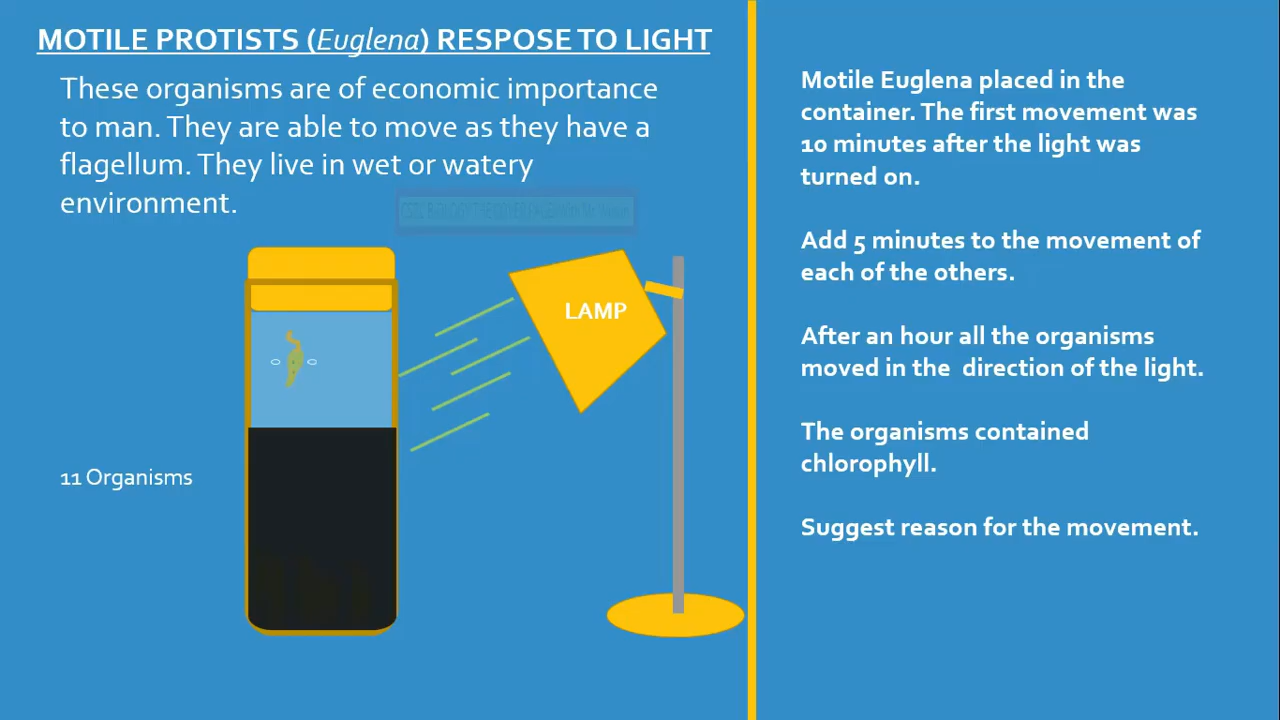 MOTILE PROTISTS (Euglena) RESPOSE TO LIGHT
These organisms are of economic importance
to man. They are able to move as they have a
flagellum. They live in wet or watery
environment.
LAMP
11 Organisms
Motile Euglena placed in the
container. The first movement was
10 minutes after the light was
turned on.
Add 5 minutes to the movement of
each of the others.
After an hour all the organisms
moved in the direction of the light.
The organisms contained
chlorophyll.
Suggest reason for the movement.